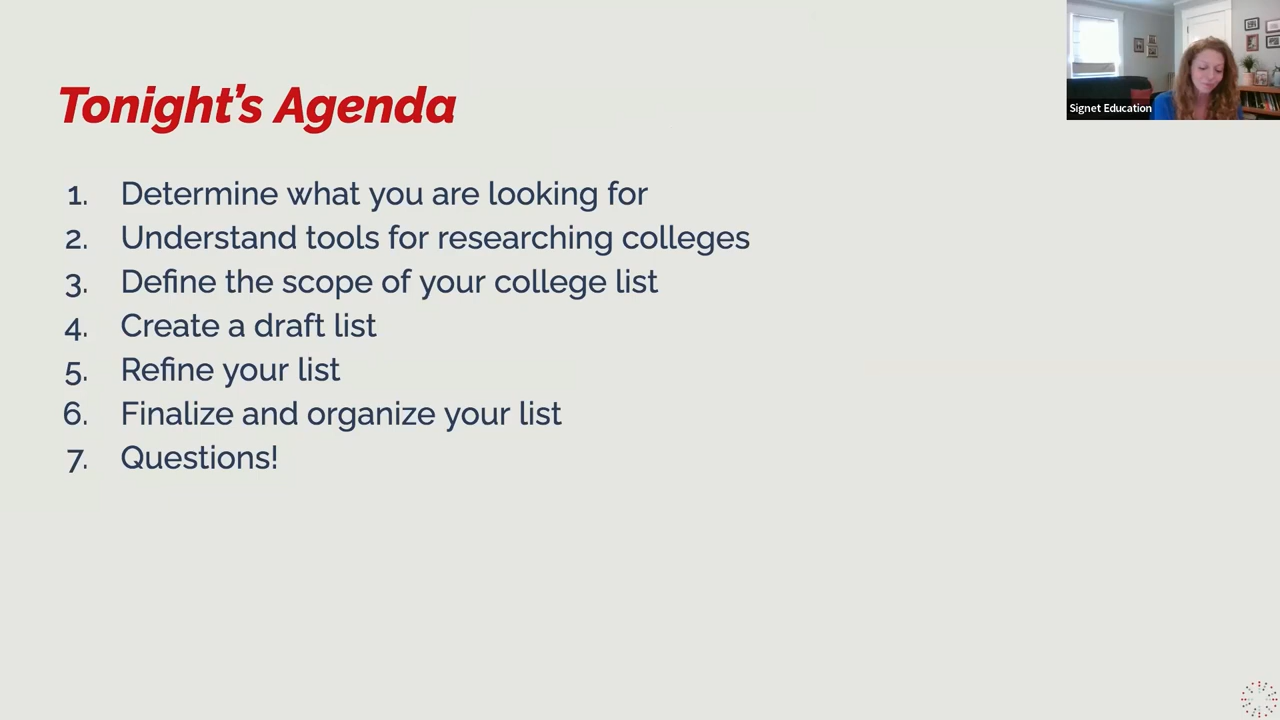 Tonight's Agenda
1. Determine what you are looking for
2. Understand tools for researching colleges
3. Define the scope of your college list
4. Create a draft list
5. Refine your list
6. Finalize and organize your list
7. Questions!
Signet Education